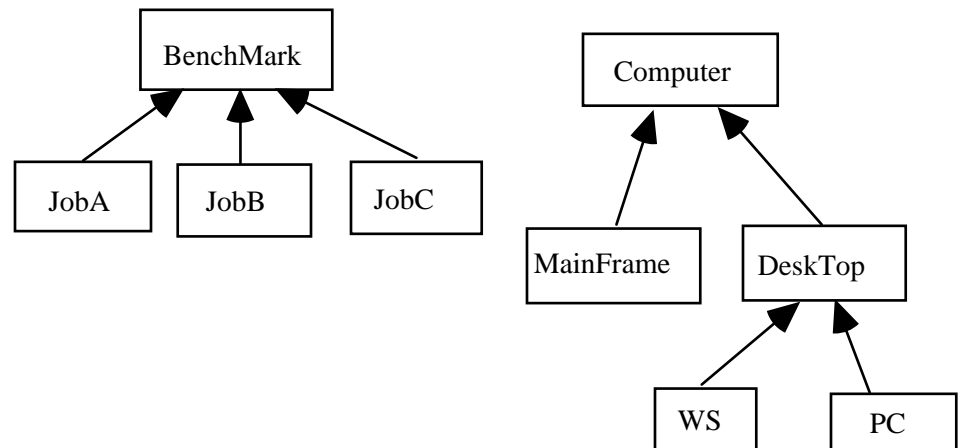 BenchMark
Computer
JobA
JobB
JobC
MainFrame
DeskTop
WS
PC